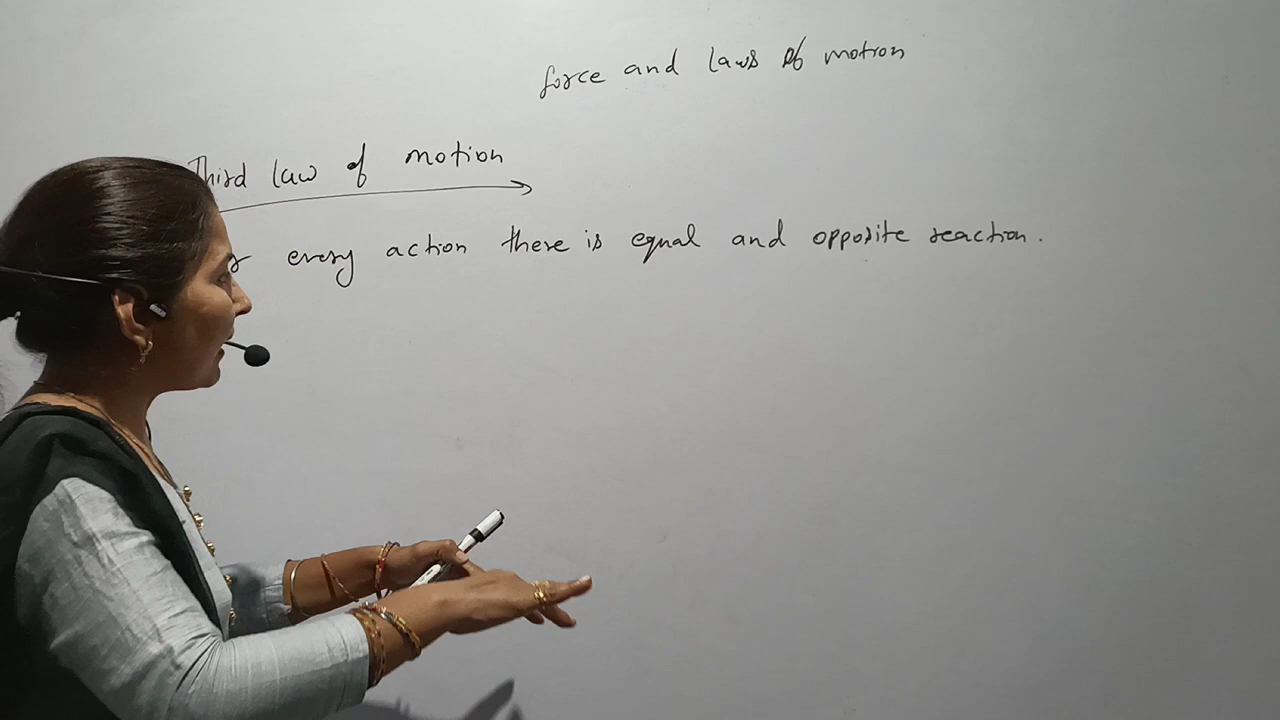 force and laws of motion
Third law of motion
every action there is equal and opposite reaction.